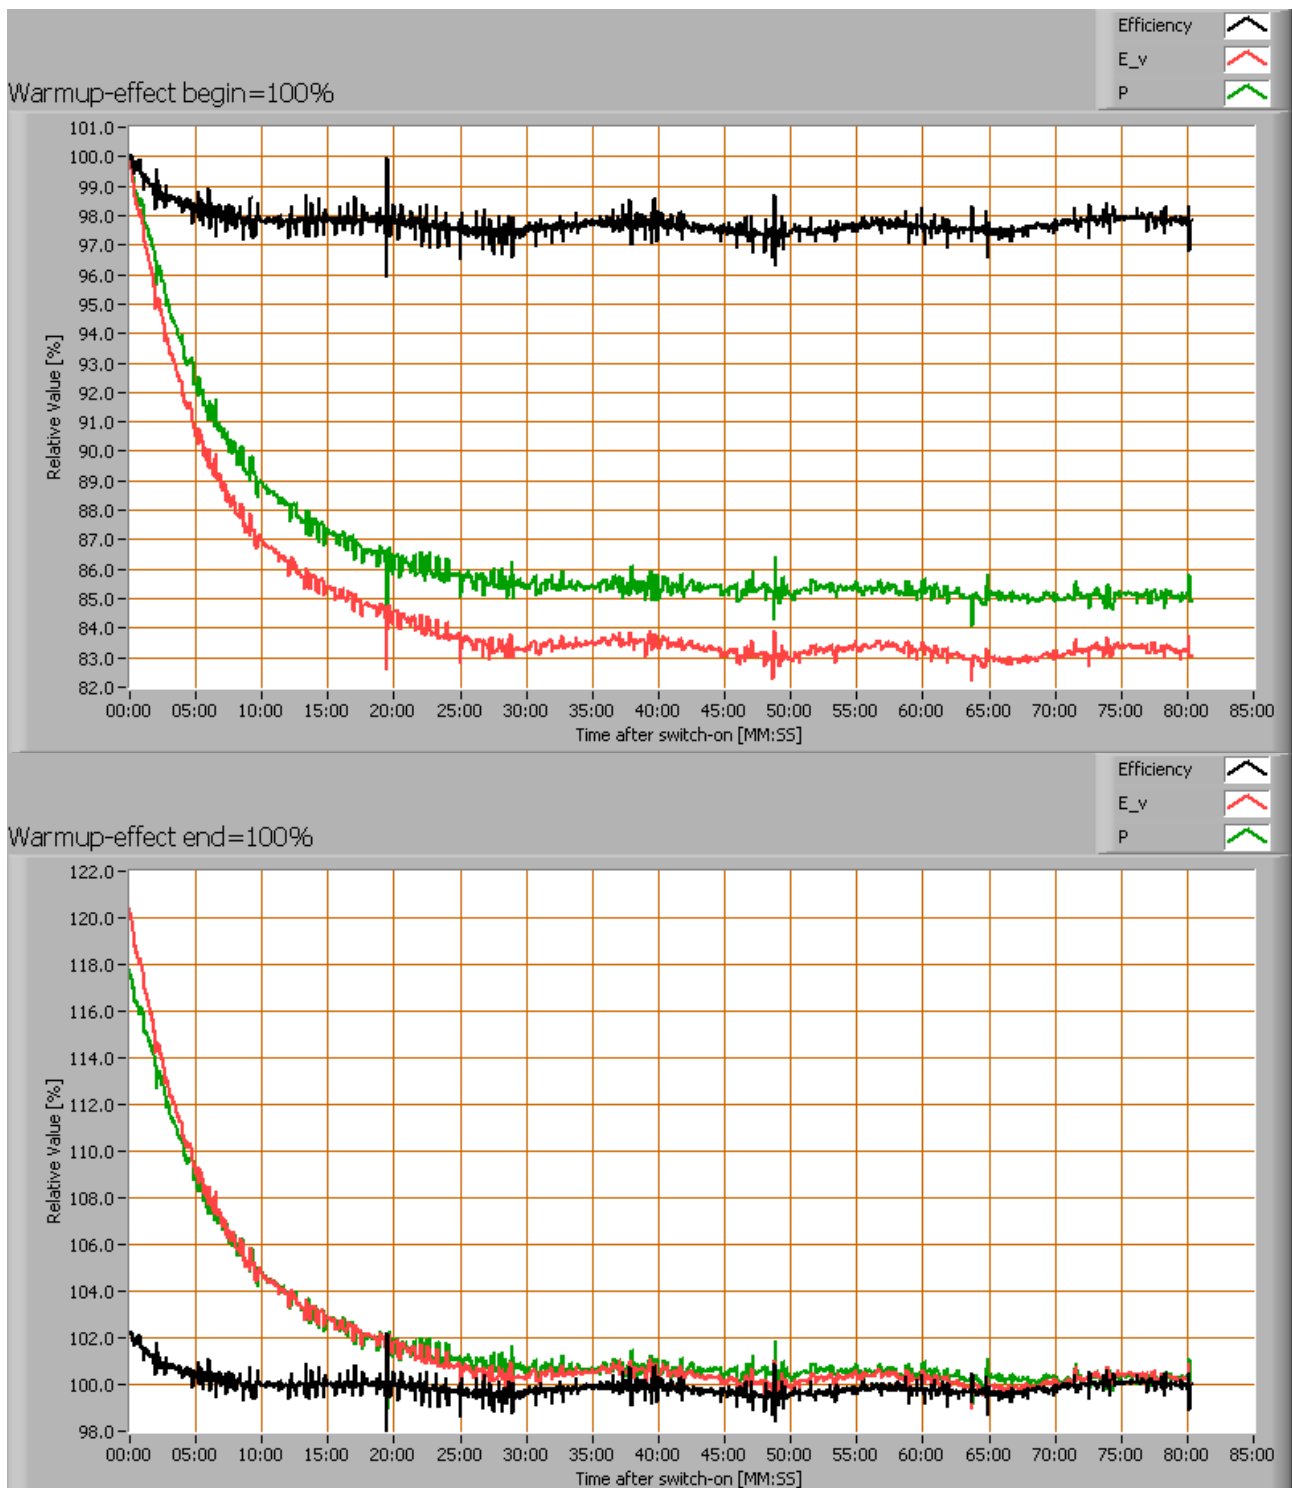 Efficiency
E_v
P
Warmup-effect begin=100%
101.0
100.0
99.0
98.0
97.0
96.0
95.0
94.0
93.0
92.0
91.0
90.0
89.0
88.0
87.0
86.0
85.0
84.0
83.0
82.0
Relative Value [%]
00:00 05:00 10:00 15:00 20:00 25:00 30:00 35:00 40:00 45:00 50:00 55:00 60:00 65:00 70:00 75:00 80:00 85:00
Time after switch-on [MM:SS]
Efficiency
E_v
P
Warmup-effect end=100%
122.0
120.0
118.0
116.0
114.0
112.0
110.0
108.0
106.0
104.0
102.0
100.0
98.0
Relative Value [%]
00:00 05:00 10:00 15:00 20:00 25:00 30:00 35:00 40:00 45:00 50:00 55:00 60:00 65:00 70:00 75:00 80:00 85:00
Time after switch-on [MM:SS]